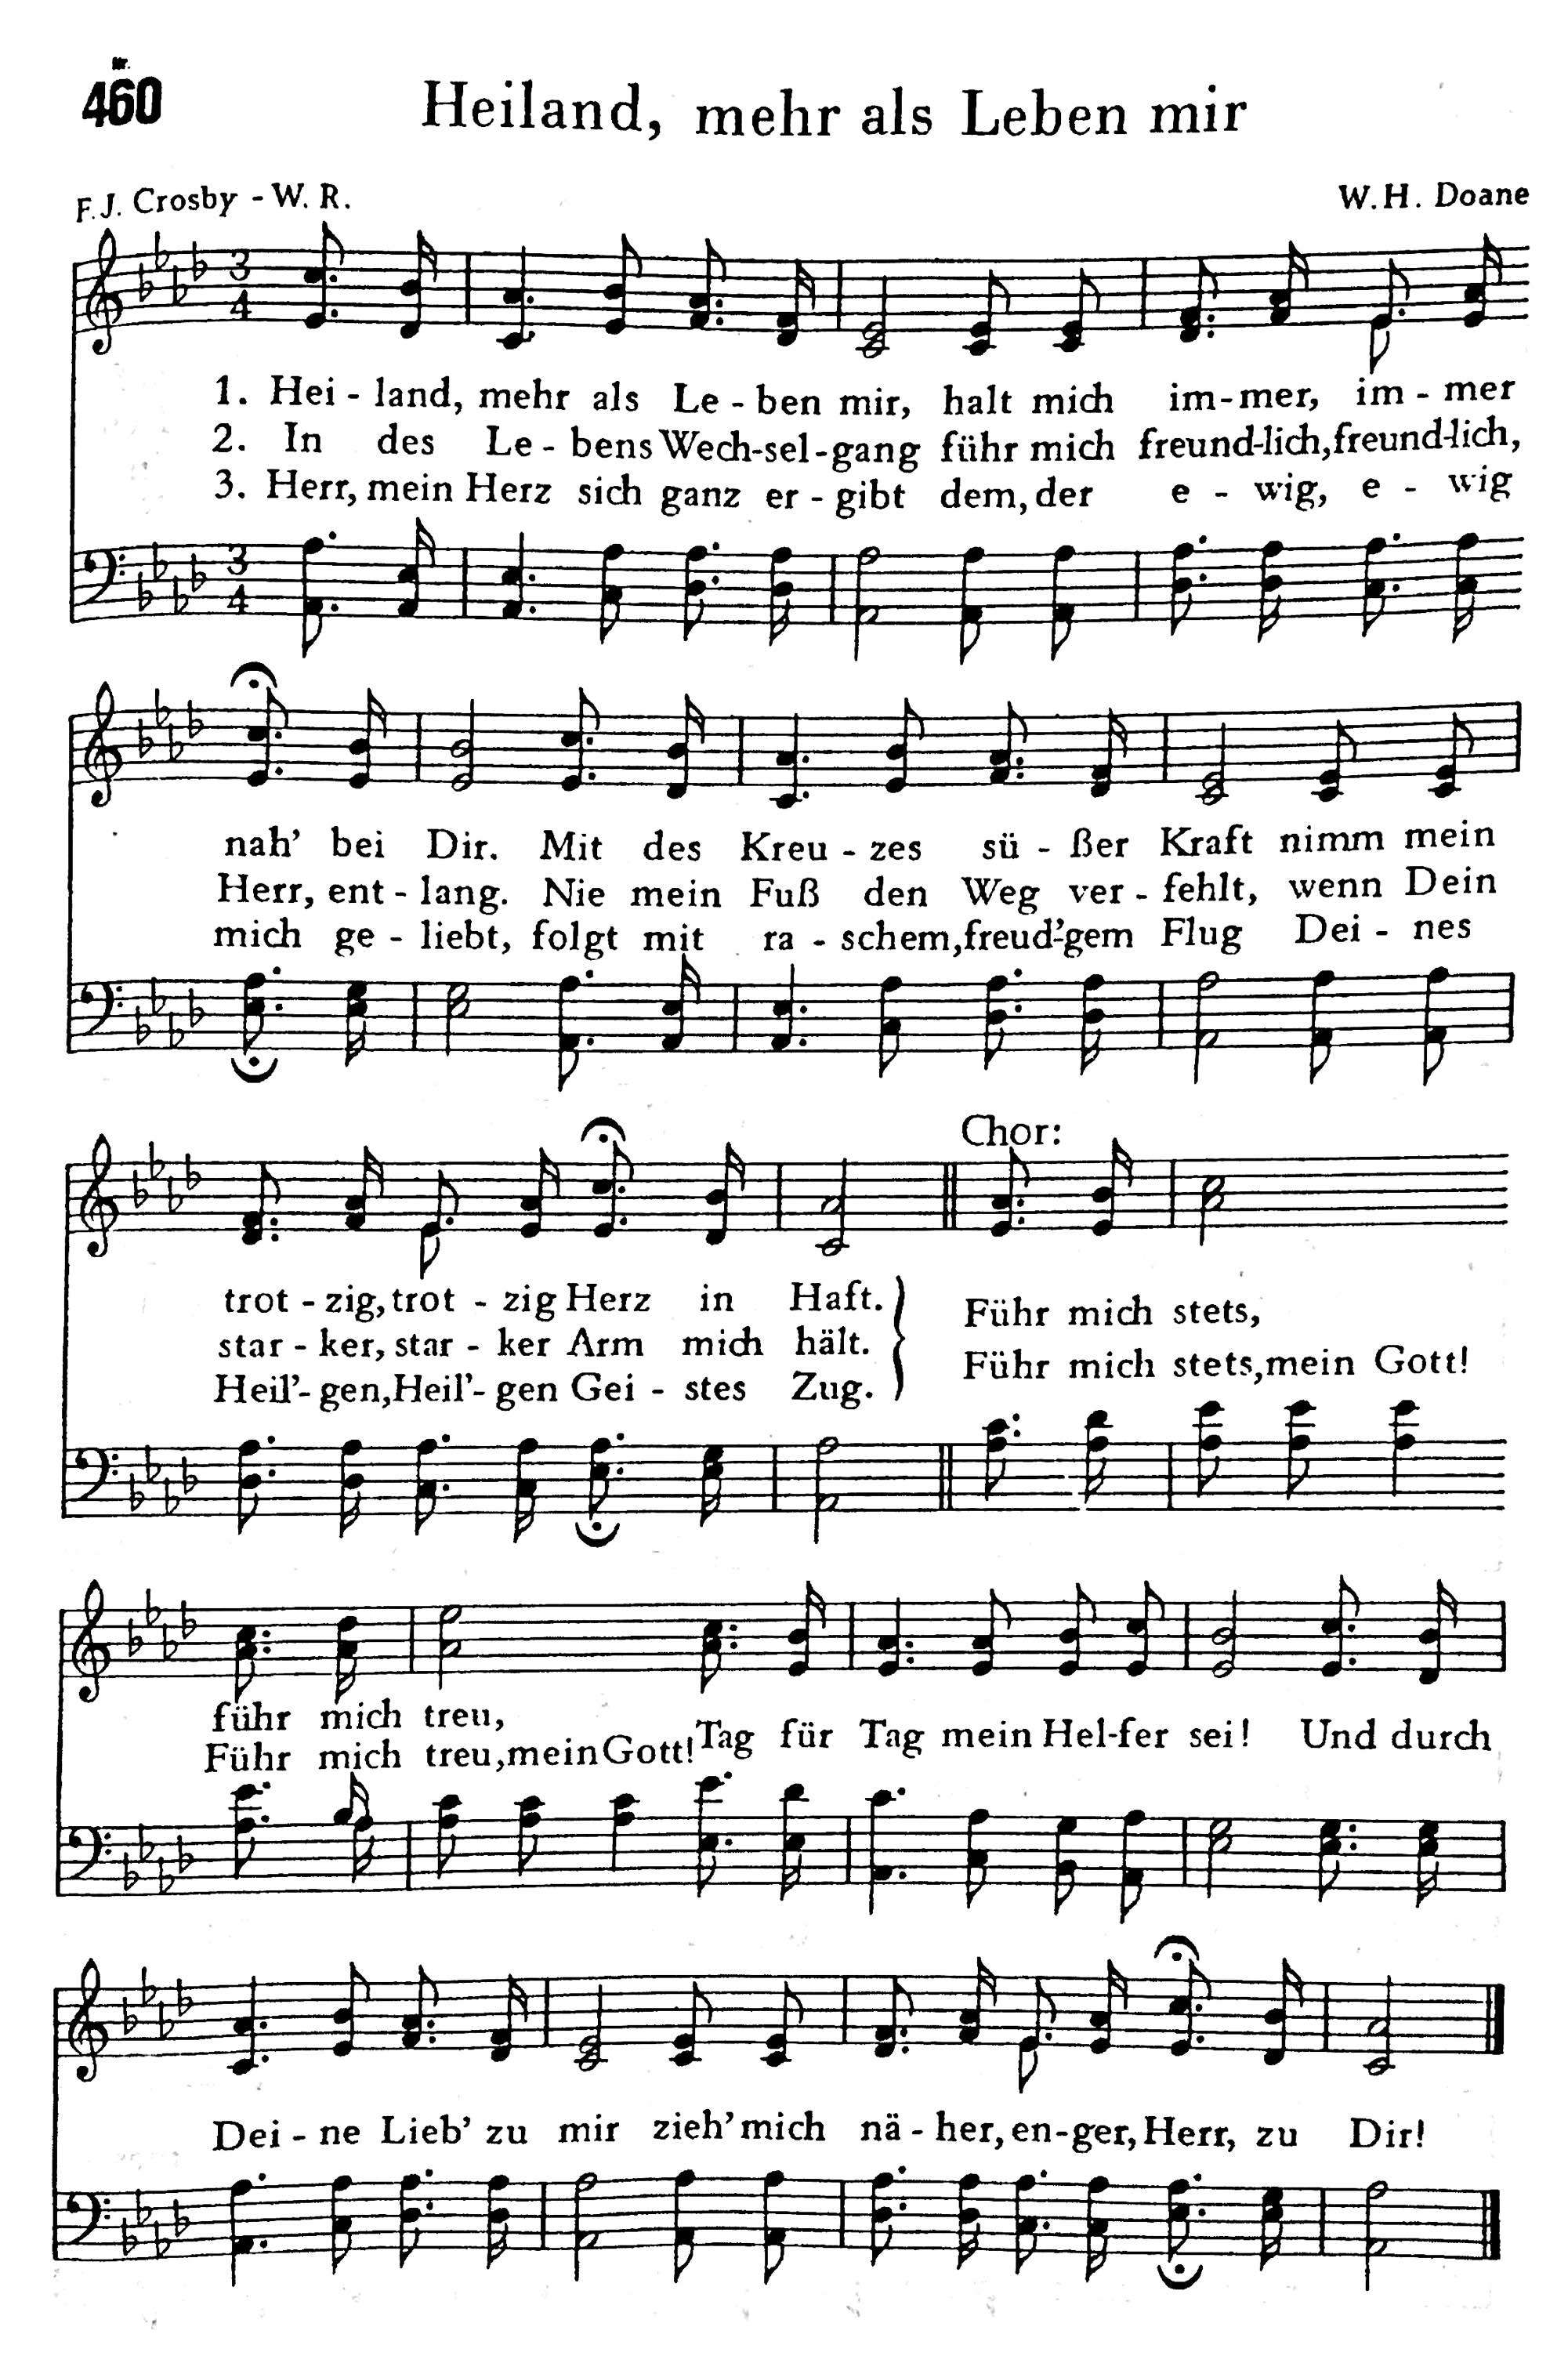 Nr.
460
Heiland, mehr als Leben mir
F. J. Crosby - W. R.
W. H. Doane
3
4
1. Hei - land, mehr als Le - ben mir, halt mich im-mer, im - mer
2. In des Le - bens Wech-sel-gang führ mich freund-lich, freund-lich,
3. Herr, mein Herz sich ganz er - gibt dem, der e - wig, e - wig
3
4
nah' bei Dir. Mit des Kreu - zes sü - ßer Kraft nimm mein
Herr, ent - lang. Nie mein Fuß den Weg ver - fehlt, wenn Dein
mich ge - liebt, folgt mit ra - schem, freud'-gem Flug Dei - nes
Chor:
trot - zig, trot - zig Herz in Haft.
star - ker, star - ker Arm mich hält.
Heil'-gen, Heil'-gen Gei - stes Zug.
Führ mich stets,
Führ mich stets, mein Gott!
führ mich treu,
Führ mich treu, mein Gott! Tag für Tag mein Hel-fer sei! Und durch
Dei - ne Lieb' zu mir zieh' mich nä - her, en-ger, Herr, zu Dir!